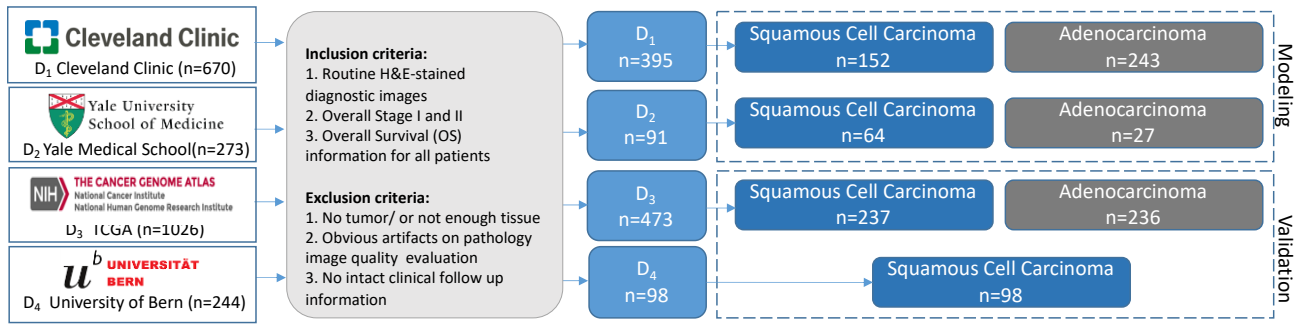 Cleveland Clinic
D1 Cleveland Clinic (n=670)
Yale University
School of Medicine
D2 Yale Medical School(n=273)
NIH
THE CANCER GENOME ATLAS
National Cancer Institute
National Human Genome Research Institute
D3 TCGA (n=1026)
u b UNIVERSITÄT
BERN
D4 University of Bern (n=244)
Inclusion criteria:
1. Routine H&E-stained
diagnostic images
2. Overall Stage I and II
3. Overall Survival (OS)
information for all patients
Exclusion criteria:
1. No tumor/ or not enough tissue
2. Obvious artifacts on pathology
image quality evaluation
3. No intact clinical follow up
information
D1
n=395
D2
n=91
D3
n=473
D4
n=98
Squamous Cell Carcinoma
n=152
Adenocarcinoma
n=243
Squamous Cell Carcinoma
n=64
Adenocarcinoma
n=27
Modeling
Squamous Cell Carcinoma
n=237
Adenocarcinoma
n=236
Squamous Cell Carcinoma
n=98
Validation